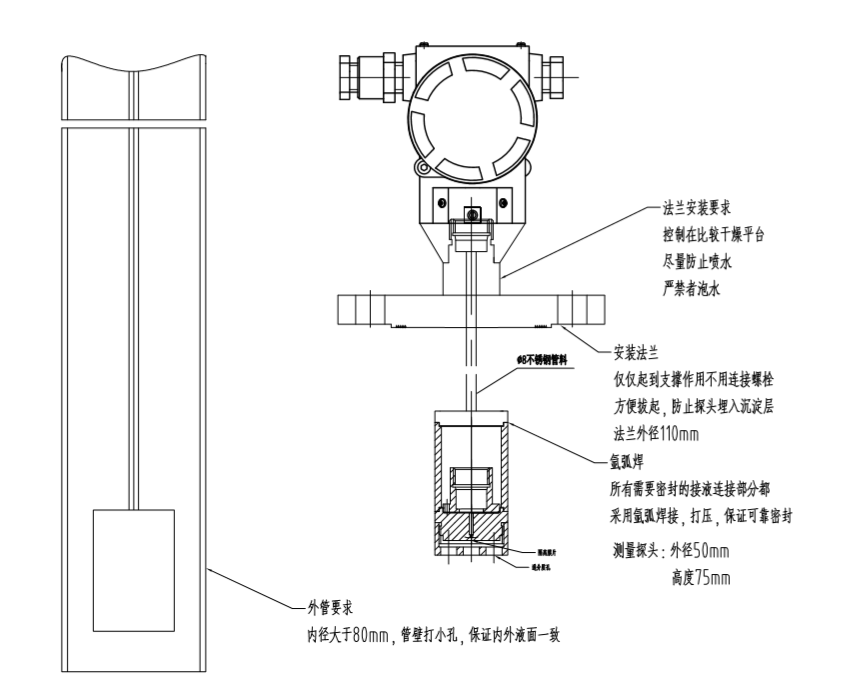 法兰安装要求
控制在比较干燥平台
尽量防止喷水
严禁者泡水
ø8不锈钢管料
安装法兰
仅仅起到支撑作用不用连接螺栓
方便拔起，防止探头埋入沉淀层
法兰外径110mm
氩弧焊
所有需要密封的接液连接部分都
采用氩弧焊接，打压，保证可靠密封
测量探头：外径50mm
高度75mm
外管要求
内径大于80mm，管壁打小孔，保证内外液面一致